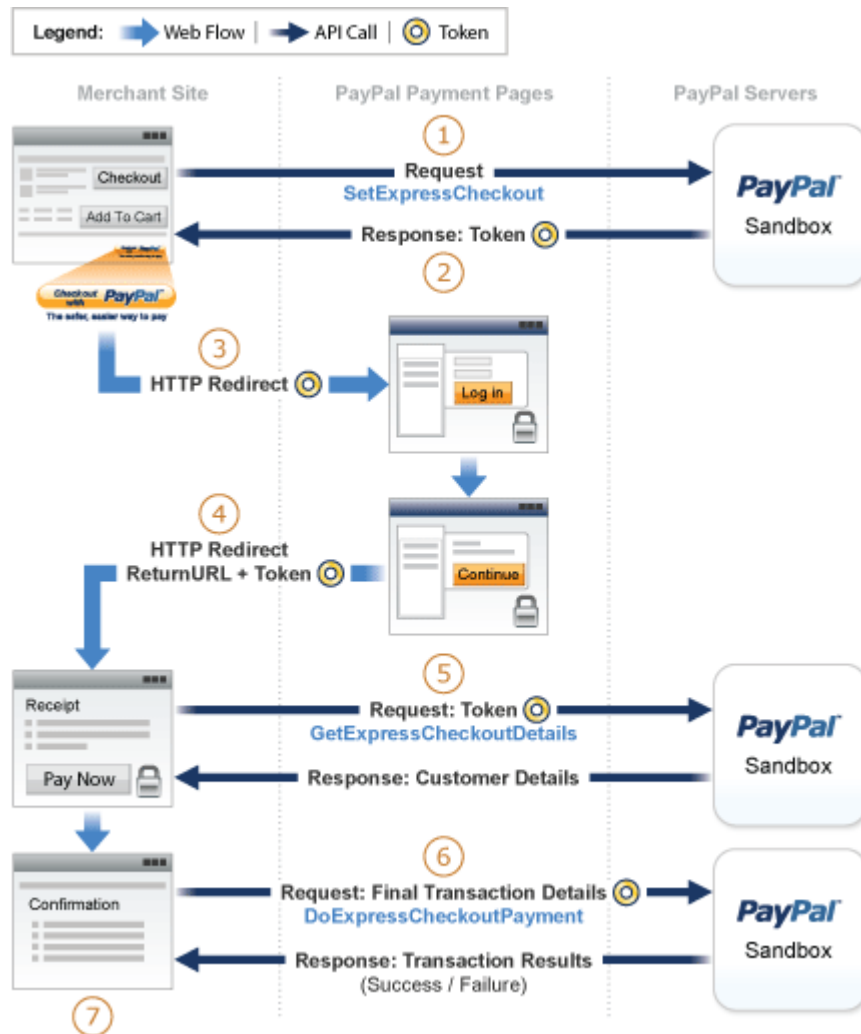 Legend: Web Flow | API Call | Token
Merchant Site
PayPal Payment Pages
PayPal Servers
1
Checkout
Request
SetExpressCheckout
PayPal
Sandbox
Add To Cart
Response: Token
2
Checkout with PayPal
The safer, easier way to pay
3
HTTP Redirect
Log in
4
HTTP Redirect
ReturnURL + Token
Continue
5
Receipt
Request: Token
GetExpressCheckoutDetails
PayPal
Sandbox
Pay Now
Response: Customer Details
6
Confirmation
Request: Final Transaction Details
DoExpressCheckoutPayment
PayPal
Sandbox
Response: Transaction Results
(Success / Failure)
7